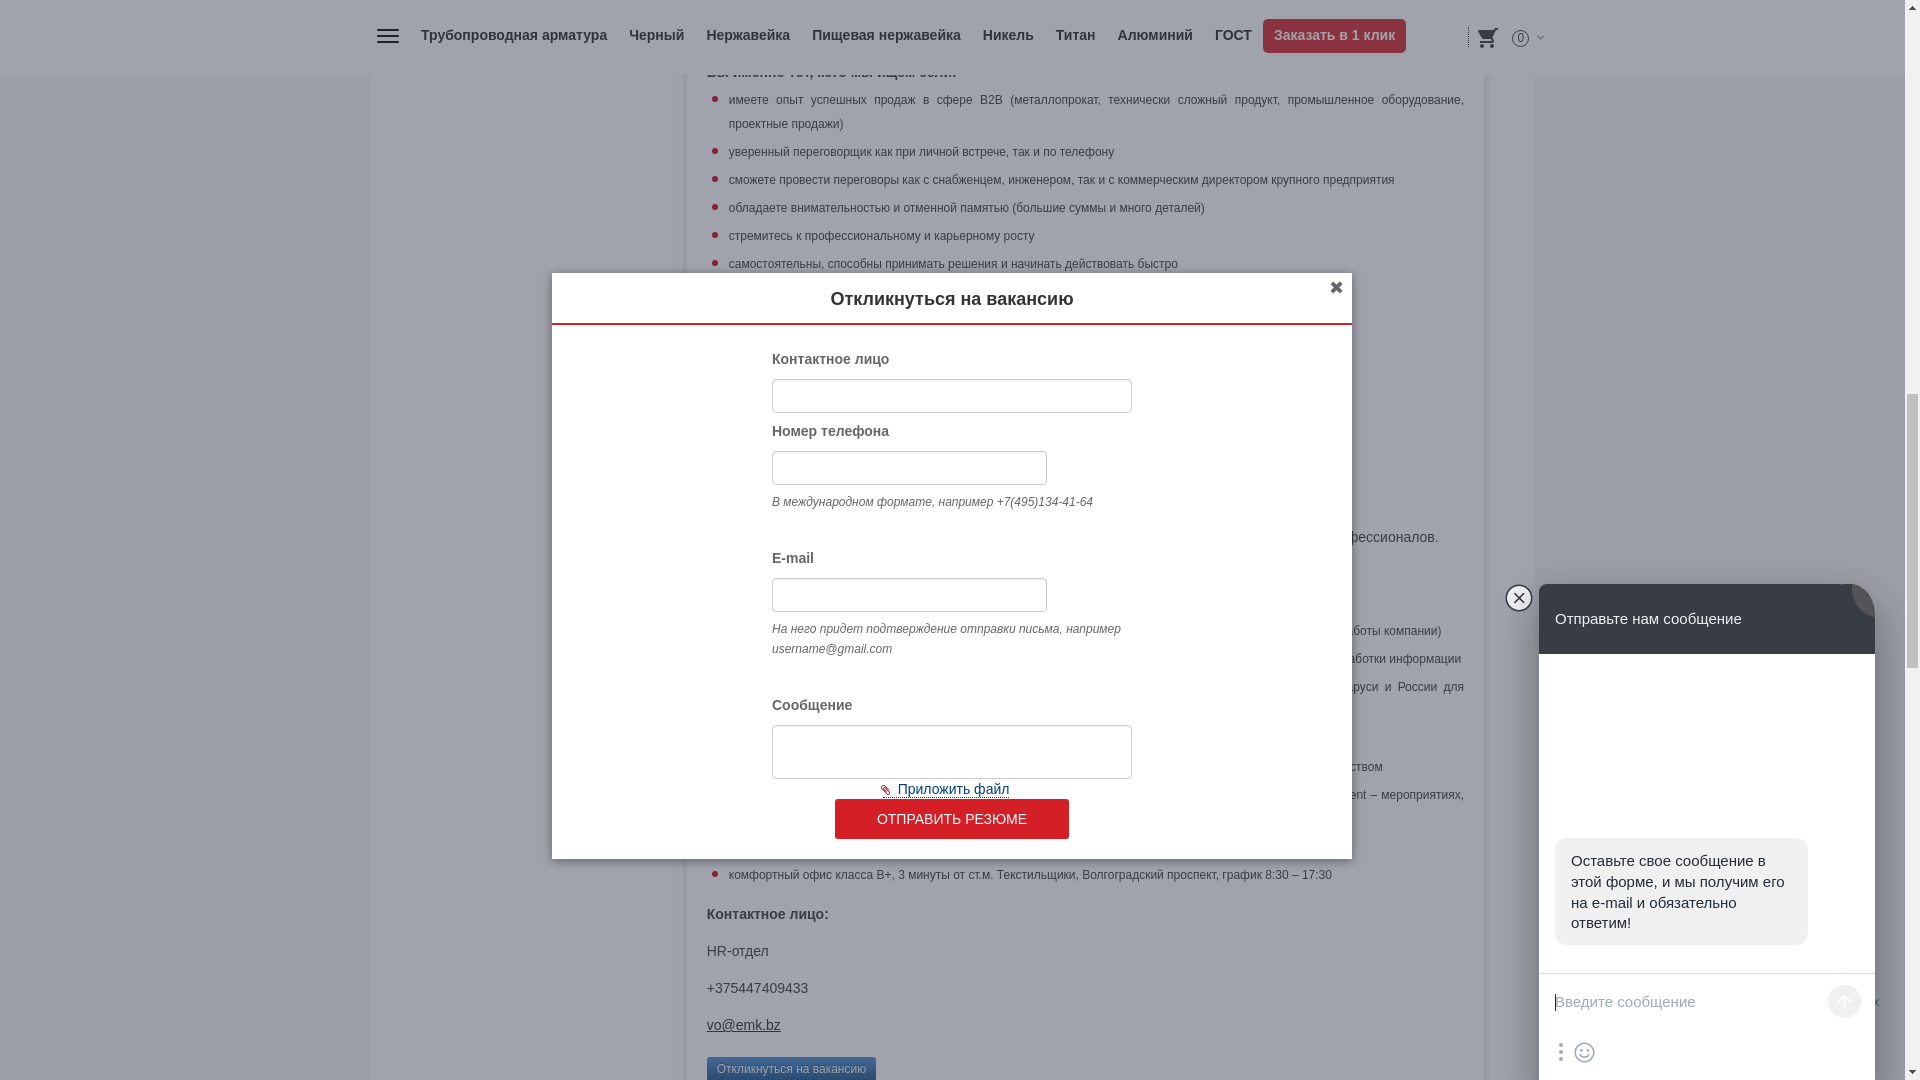 Трубопроводная арматура Черный Нержавейка Пищевая нержавейка Никель Титан Алюминий ГОСТ Заказать в 1 клик 0
имеете опыт успешных продаж в сфере B2B (металлопрокат, технически сложный продукт, промышленное оборудование,
проектные продажи)
уверенный переговорщик как при личной встрече, так и по телефону
сможете провести переговоры как с снабженцем, инженером, так и с коммерческим директором крупного предприятия
обладаете внимательностью и отменной памятью (большие суммы и много деталей)
стремитесь к профессиональному и карьерному росту
самостоятельны, способны принимать решения и начинать действовать быстро
Откликнуться на вакансию
Контактное лицо
Номер телефона
В международном формате, например +7(495)134-41-64
E-mail
На него придет подтверждение отправки письма, например
username@gmail.com
Сообщение
Приложить файл
ОТПРАВИТЬ РЕЗЮМЕ
фессионалов.
боты компании)
аботки информации
аруси и России для
ством
ent – мероприятиях,
комфортный офис класса В+, 3 минуты от ст.м. Текстильщики, Волгоградский проспект, график 8:30 – 17:30
Контактное лицо:
HR-отдел
+375447409433
vo@emk.bz
Откликнуться на вакансию
Отправьте нам сообщение
Оставьте свое сообщение в
этой форме, и мы получим его
на e-mail и обязательно
ответим!
Введите сообщение